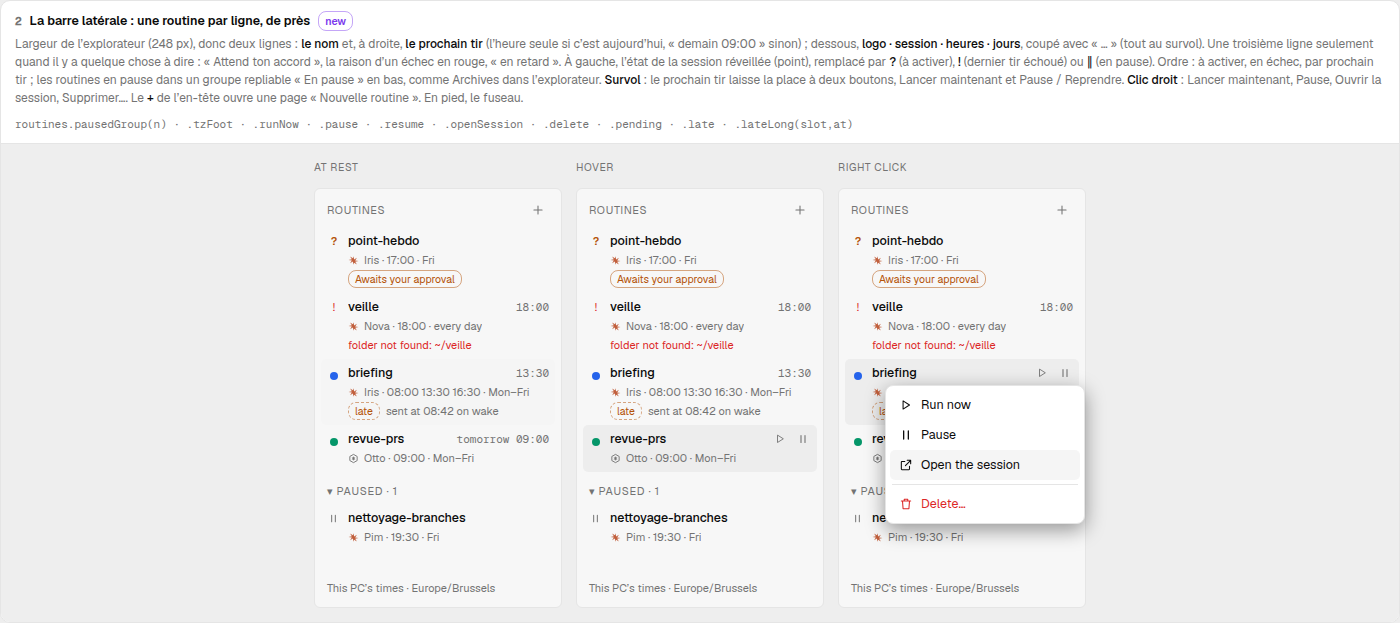 2 La barre latérale : une routine par ligne, de près new
Largeur de l'explorateur (248 px), donc deux lignes : le nom et, à droite, le prochain tir (l'heure seule si c'est aujourd'hui, « demain 09:00 » sinon) ; dessous, logo · session · heures · jours, coupé avec « … » (tout au survol). Une troisième ligne seulement
quand il y a quelque chose à dire : « Attend ton accord », la raison d'un échec en rouge, « en retard ». À gauche, l'état de la session réveillée (point), remplacé par ? (à activer), ! (dernier tir échoué) ou ‖ (en pause). Ordre : à activer, en échec, par prochain
tir ; les routines en pause dans un groupe repliable « En pause » en bas, comme Archives dans l'explorateur. Survol : le prochain tir laisse la place à deux boutons, Lancer maintenant et Pause / Reprendre. Clic droit : Lancer maintenant, Pause, Ouvrir la
session, Supprimer…. Le + de l'en-tête ouvre une page « Nouvelle routine ». En pied, le fuseau.
routines.pausedGroup(n) · .tzFoot · .runNow · .pause · .resume · .openSession · .delete · .pending · .late · .lateLong(slot,at)
AT REST
ROUTINES +
? point-hebdo
Iris · 17:00 · Fri
Awaits your approval
! veille 18:00
Nova · 18:00 · every day
folder not found: ~/veille
briefing 13:30
Iris · 08:00 13:30 16:30 · Mon–Fri
late sent at 08:42 on wake
revue-prs tomorrow 09:00
Otto · 09:00 · Mon–Fri
▾ PAUSED · 1
nettoyage-branches
Pim · 19:30 · Fri
This PC's times · Europe/Brussels
HOVER
ROUTINES +
? point-hebdo
Iris · 17:00 · Fri
Awaits your approval
! veille 18:00
Nova · 18:00 · every day
folder not found: ~/veille
briefing 13:30
Iris · 08:00 13:30 16:30 · Mon–Fri
late sent at 08:42 on wake
revue-prs
Otto · 09:00 · Mon–Fri
▾ PAUSED · 1
nettoyage-branches
Pim · 19:30 · Fri
This PC's times · Europe/Brussels
RIGHT CLICK
ROUTINES +
? point-hebdo
Iris · 17:00 · Fri
Awaits your approval
! veille 18:00
Nova · 18:00 · every day
folder not found: ~/veille
briefing
Run now
Pause
Open the session
Delete…
Pim · 19:30 · Fri
This PC's times · Europe/Brussels